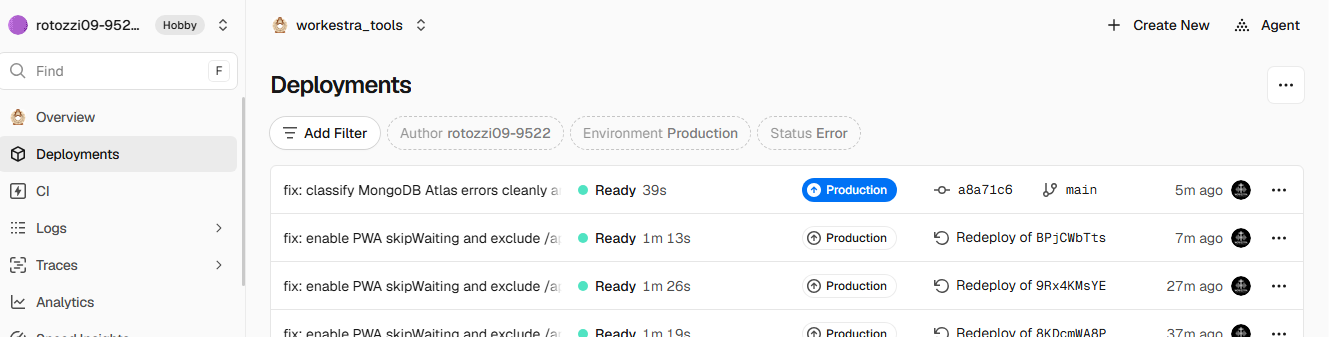 rotozzi09-952... Hobby
workestra_tools
Create New
Agent
Find F
Overview
Deployments
CI
Logs
Traces
Analytics
Deployments
Add Filter Author rotozzi09-9522 Environment Production Status Error
fix: classify MongoDB Atlas errors cleanly a Ready 39s Production a8a71c6 main 5m ago
fix: enable PWA skipWaiting and exclude /a Ready 1m 13s Production Redeploy of BPjCWbTts 7m ago
fix: enable PWA skipWaiting and exclude /a Ready 1m 26s Production Redeploy of 9Rx4KMsYE 27m ago
fix: enable PWA skipWaiting and exclude /a Ready 1m 19s Production Redeploy of 8KDcmWA8P 37m ago